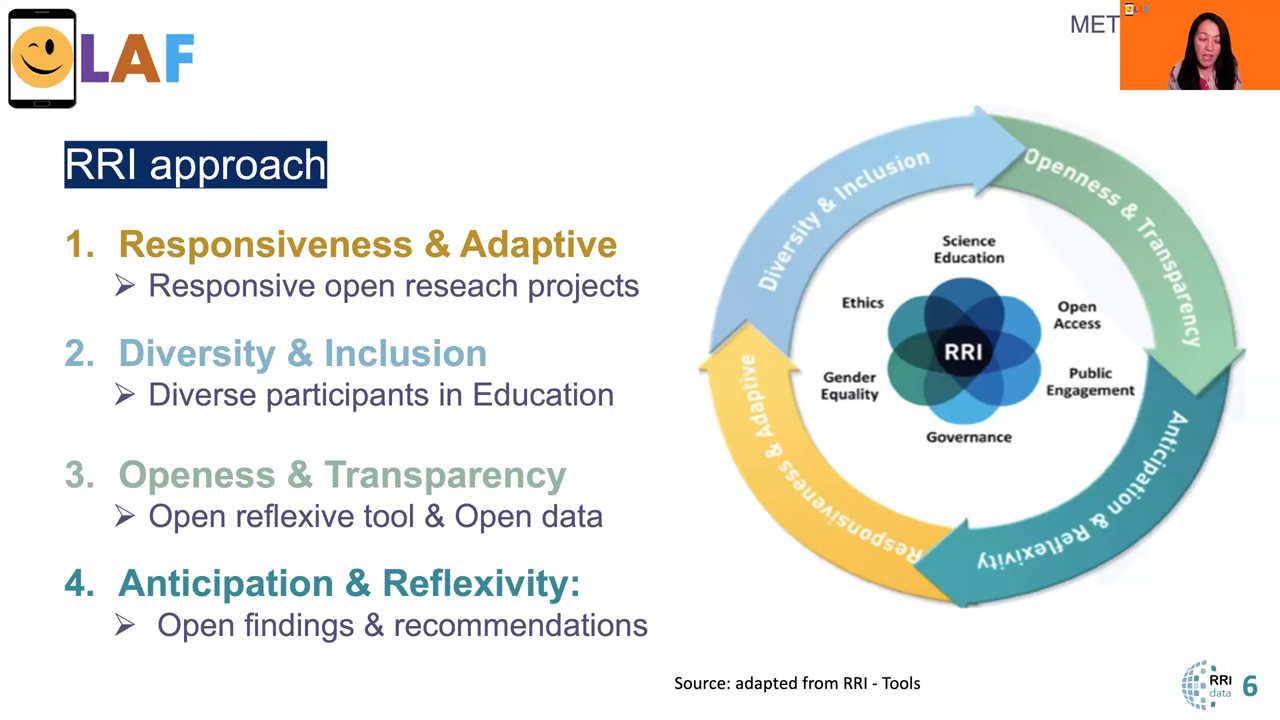 LAF
MET
LAF
RRI approach
1. Responsiveness & Adaptive
➢ Responsive open reseach projects
2. Diversity & Inclusion
➢ Diverse participants in Education
3. Openess & Transparency
➢ Open reflexive tool & Open data
4. Anticipation & Reflexivity:
➢ Open findings & recommendations
Diversity & Inclusion
Openness & Transparency
Anticipation & Reflexivity
Responsiveness & Adaptive
Science
Education
Ethics
Open
Access
RRI
Gender
Equality
Public
Engagement
Governance
Source: adapted from RRI - Tools
RRI
data
6